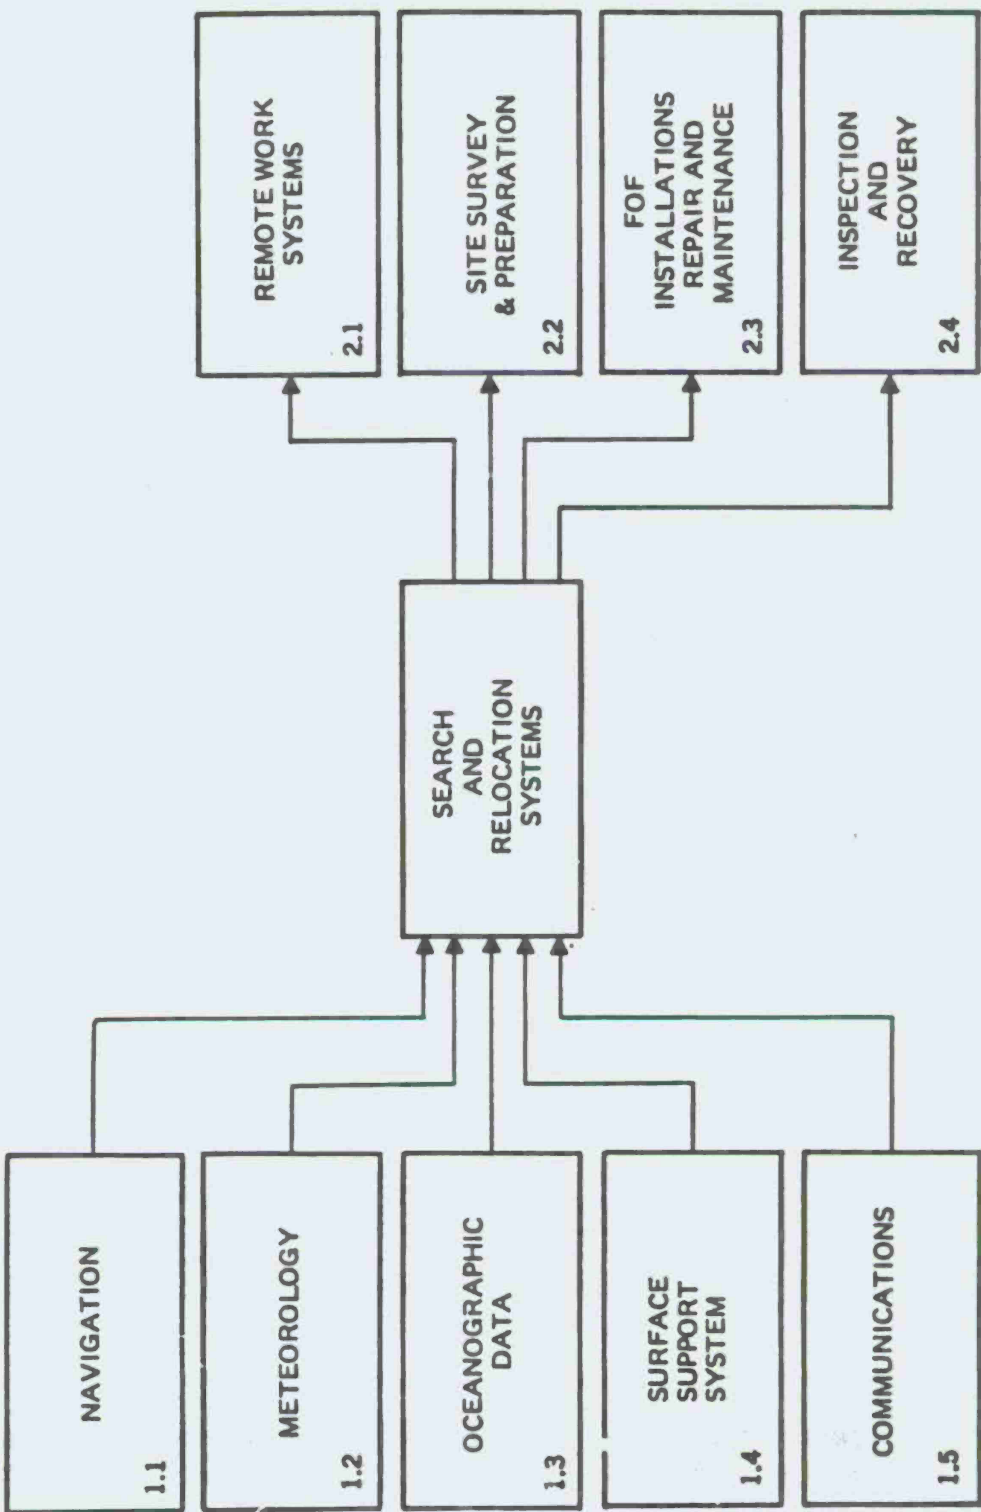 1.1
NAVIGATION
1.2
METEOROLOGY
1.3
OCEANOGRAPHIC
DATA
1.4
SURFACE
SUPPORT
SYSTEM
1.5
COMMUNICATIONS
SEARCH
AND
RELOCATION
SYSTEMS
2.1
REMOTE WORK
SYSTEMS
2.2
SITE SURVEY
& PREPARATION
2.3
FOF
INSTALLATIONS
REPAIR AND
MAINTENANCE
2.4
INSPECTION
AND
RECOVERY